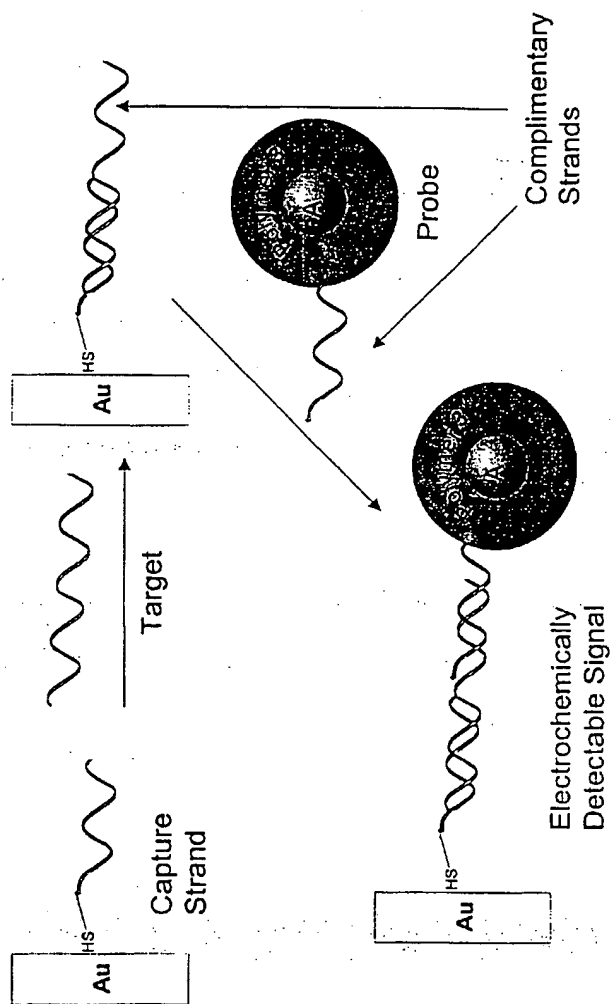 Au
HS
Capture
Strand
Target
Au
HS
Complimentary
Strands
Probe
Au
HS
Electrochemically
Detectable Signal